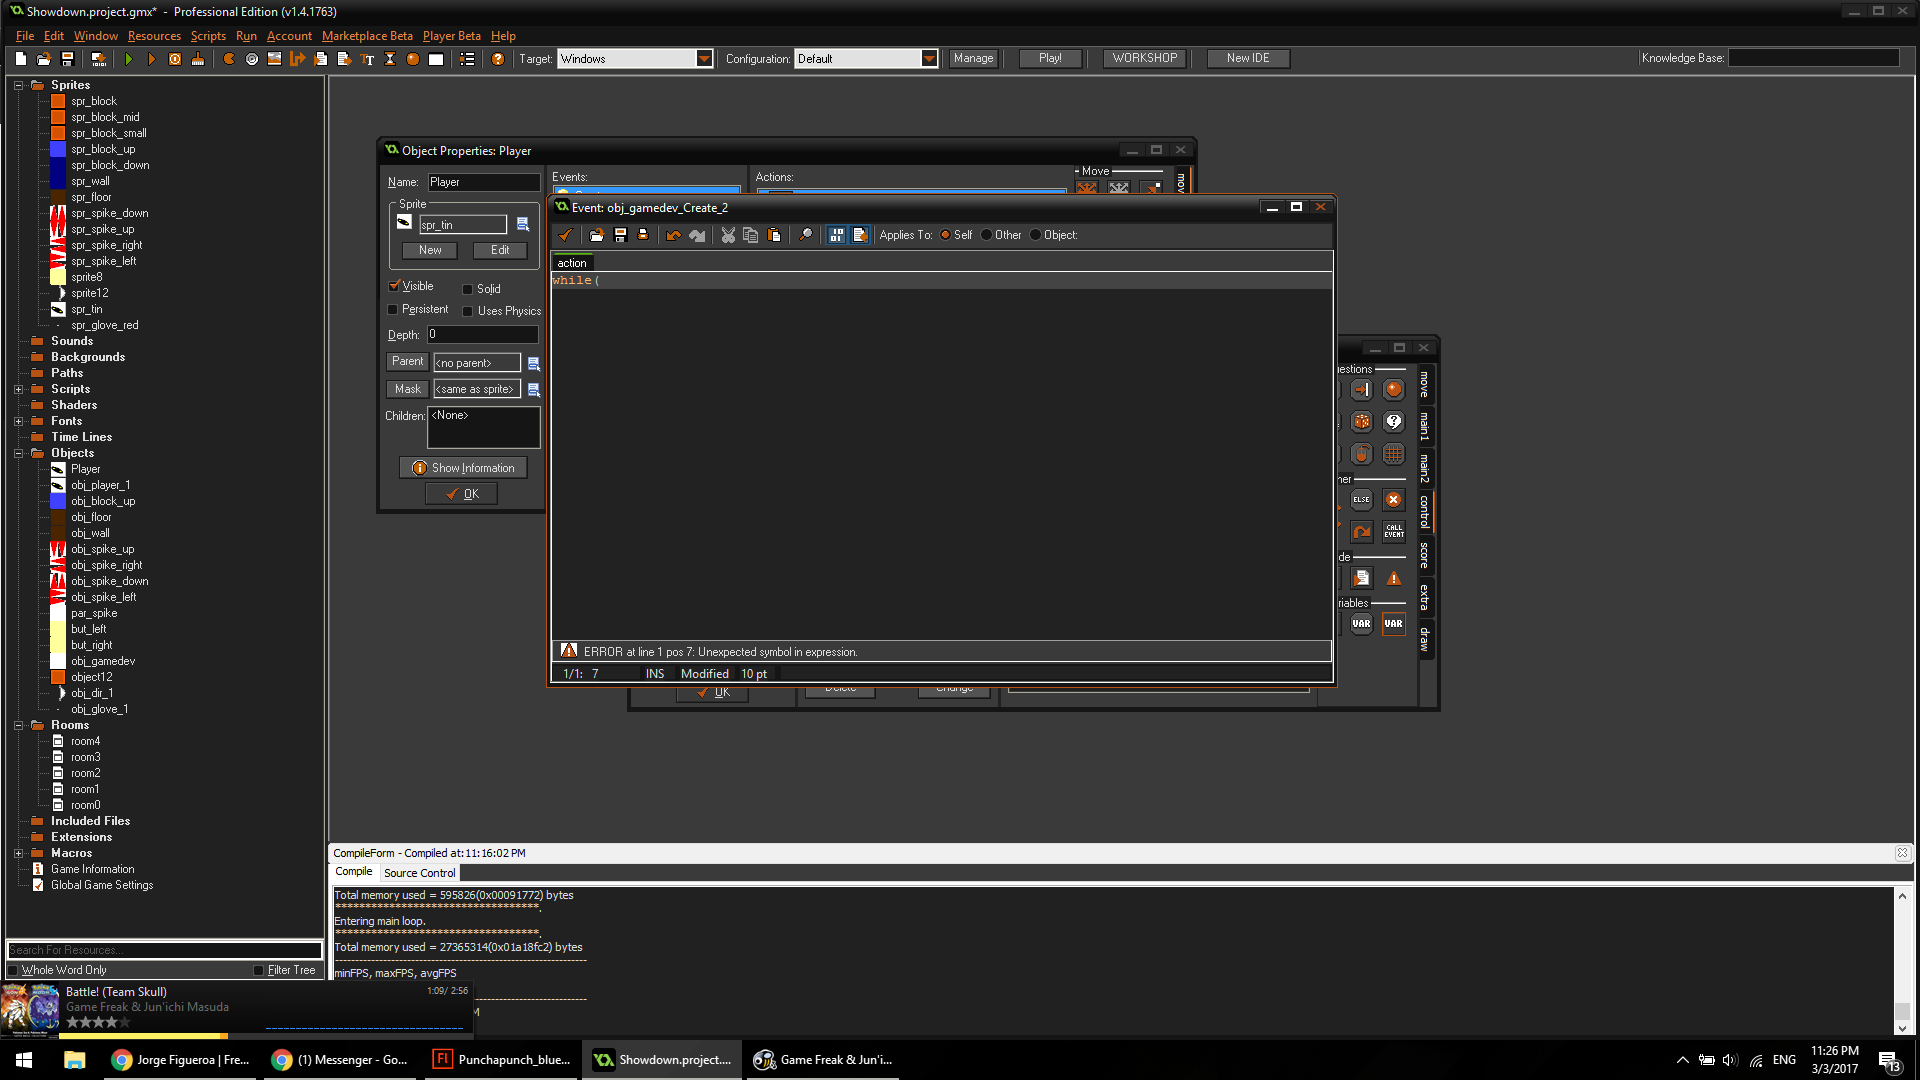 Showdown.project.gmx* - Professional Edition (v1.4.1763)
File Edit Window Resources Scripts Run Account Marketplace Beta Player Beta Help
Target: Windows Configuration: Default Manage Play! WORKSHOP New IDE Knowledge Base:
Sprites
spr_block
spr_block_mid
spr_block_small
spr_block_up
spr_block_down
spr_wall
spr_floor
spr_spike_down
spr_spike_up
spr_spike_right
spr_spike_left
sprite8
sprite12
spr_tin
spr_glove_red
Sounds
Backgrounds
Paths
Scripts
Shaders
Fonts
Time Lines
Objects
Player
obj_player_1
obj_block_up
obj_floor
obj_wall
obj_spike_up
obj_spike_right
obj_spike_down
obj_spike_left
par_spike
but_left
but_right
obj_gamedev
object12
obj_dir_1
obj_glove_1
Rooms
room4
room3
room2
room1
room0
Included Files
Extensions
Macros
Game Information
Global Game Settings
Search For Resources...
Whole Word Only Filter Tree
Object Properties: Player
Name: Player
Sprite
spr_tin
New Edit
Visible Solid
Persistent Uses Physics
Depth: 0
Parent <no parent>
Mask <same as sprite>
Children: <None>
Show Information
OK
Events:
Actions:
Move
move
Event: obj_gamedev_Create_2
Applies To: Self Other Object:
action
while(
ERROR at line 1 pos 7: Unexpected symbol in expression.
1/1: 7 INS Modified 10 pt
estions
ELSE
CALL EVENT
VAR VAR
move
main1
main2
control
score
extra
draw
OK Delete Change
CompileForm - Compiled at:11:16:02 PM
Compile Source Control
Total memory used = 595826(0x00091772) bytes
***********************************.
Entering main loop.
***********************************.
Total memory used = 27365314(0x01a18fc2) bytes
minFPS, maxFPS, avgFPS
M
Battle! (Team Skull) 1:09/ 2:56
Game Freak & Jun'ichi Masuda
Jorge Figueroa | Fre... (1) Messenger - Go... Punchapunch_blue... Showdown.project.... Game Freak & Jun'i...
ENG 11:26 PM
3/3/2017
13